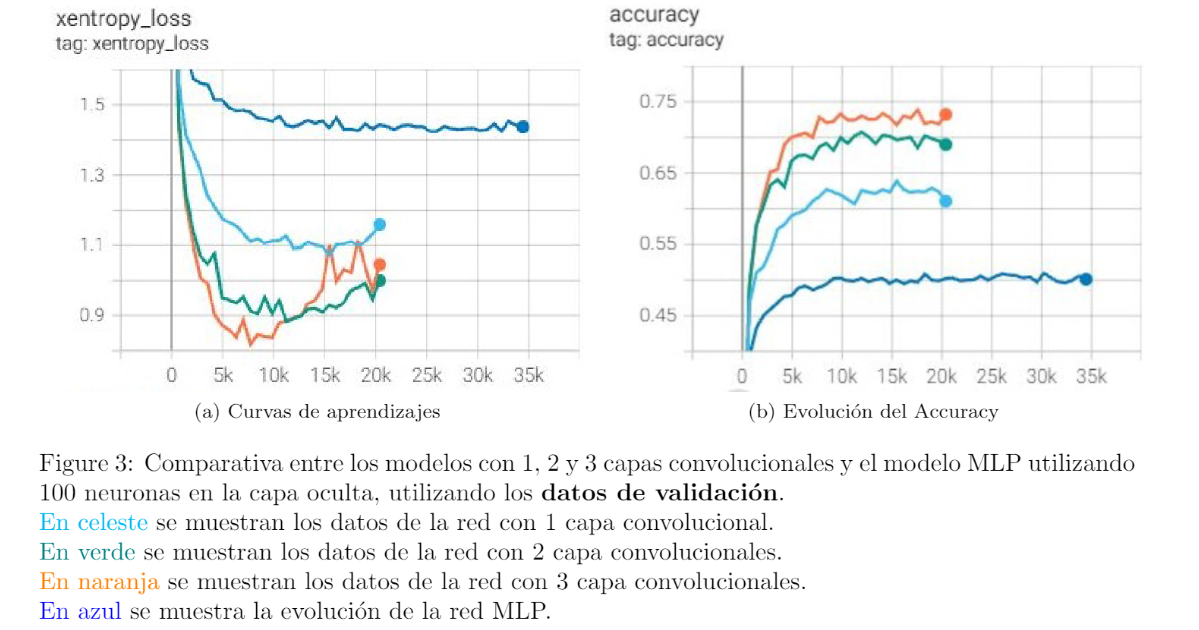 xentropy_loss
tag: xentropy_loss
1.5
1.3
1.1
0.9
0 5k 10k 15k 20k 25k 30k 35k
(a) Curvas de aprendizajes
accuracy
tag: accuracy
0.75
0.65
0.55
0.45
0 5k 10k 15k 20k 25k 30k 35k
(b) Evolución del Accuracy
Figure 3: Comparativa entre los modelos con 1, 2 y 3 capas convolucionales y el modelo MLP utilizando
100 neuronas en la capa oculta, utilizando los datos de validación.
En celeste se muestran los datos de la red con 1 capa convolucional.
En verde se muestran los datos de la red con 2 capa convolucionales.
En naranja se muestran los datos de la red con 3 capa convolucionales.
En azul se muestra la evolución de la red MLP.